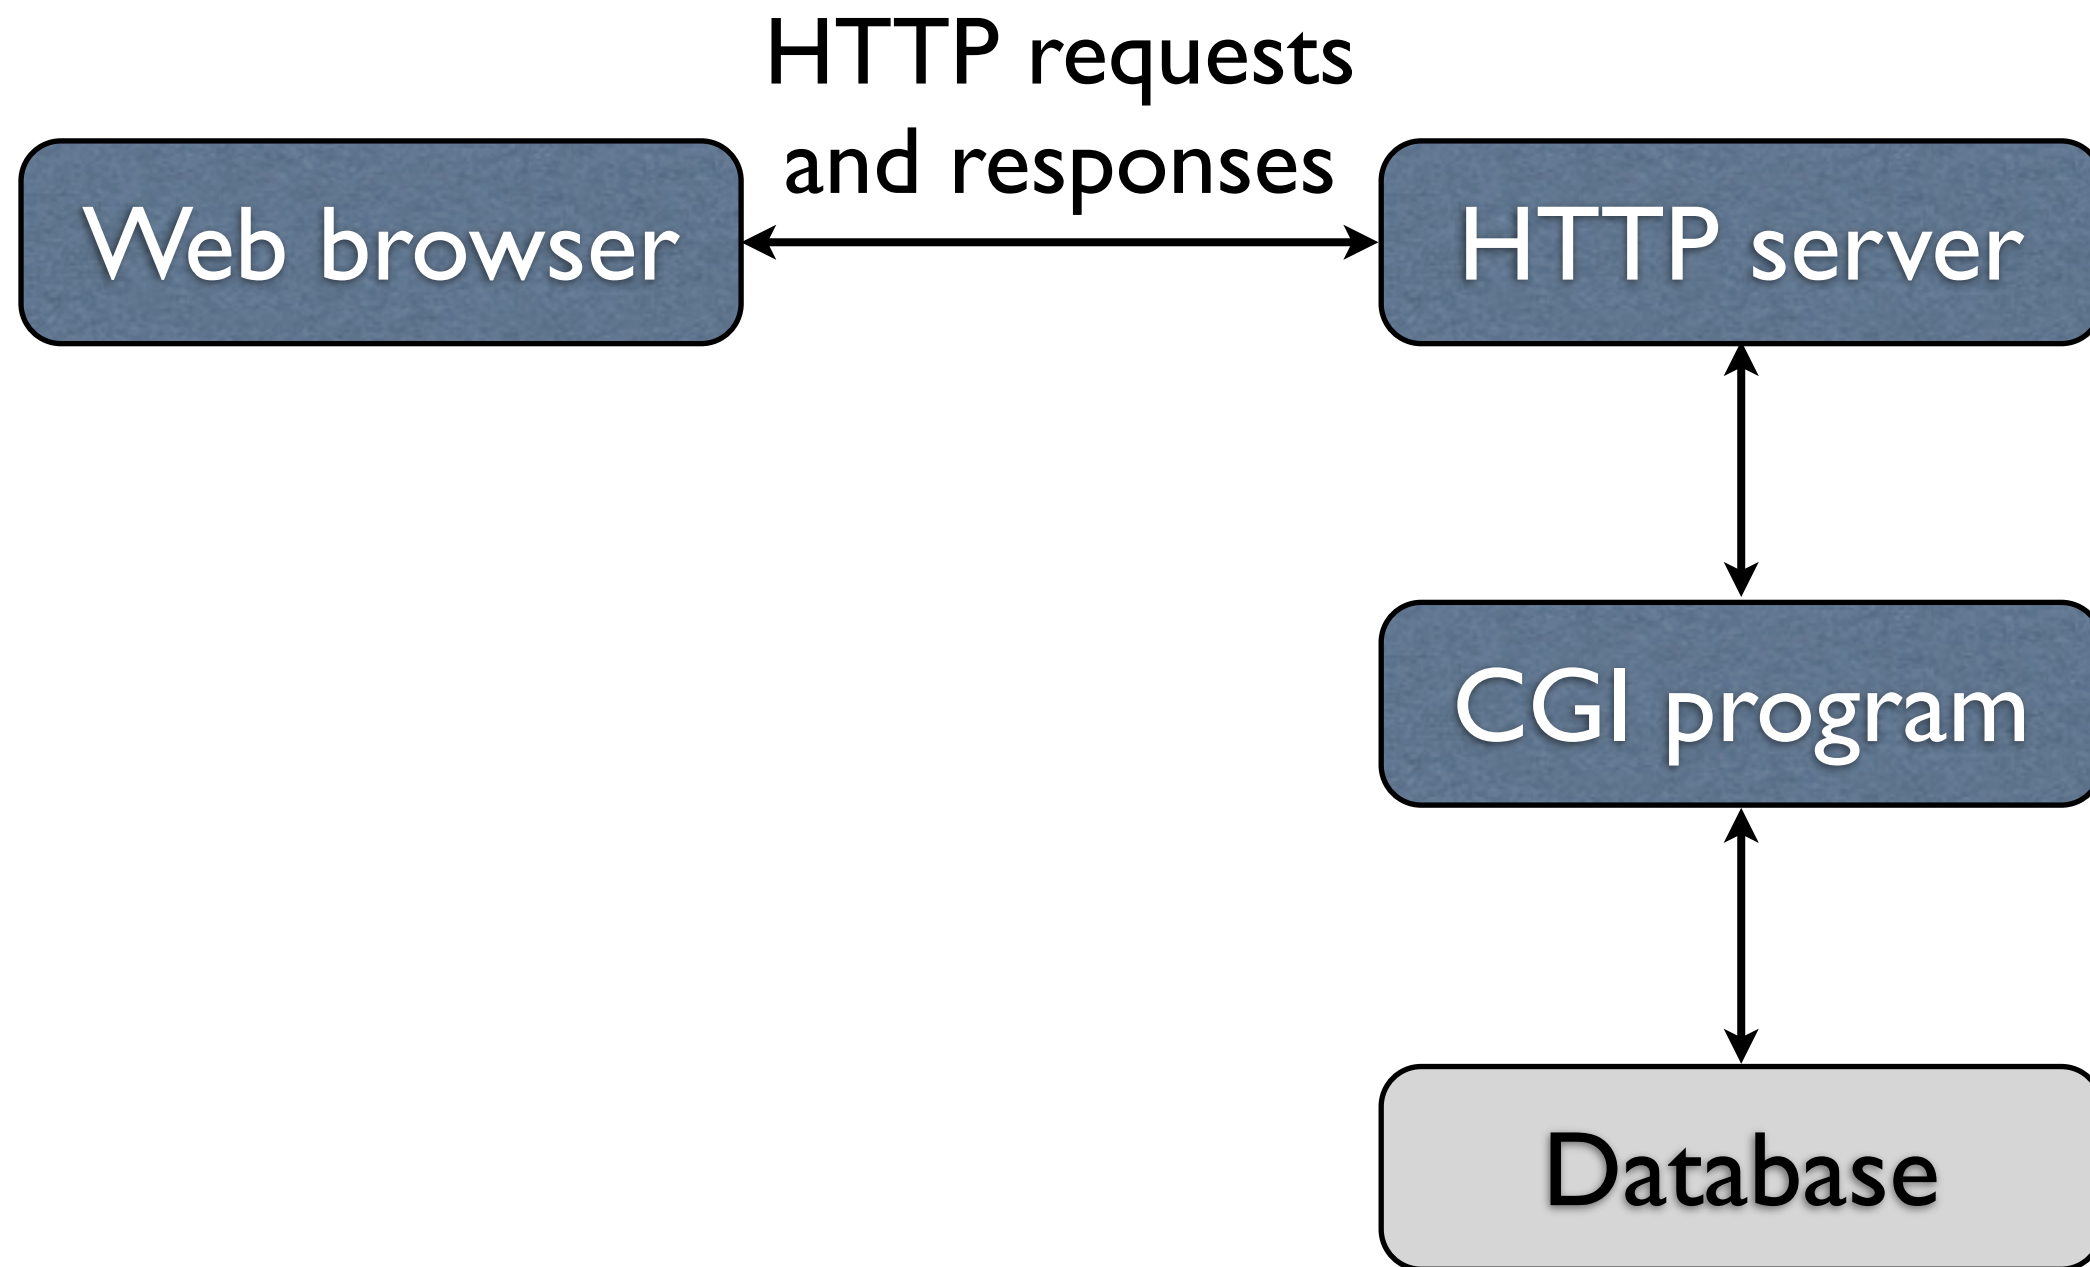 HTTP requests
and responses
Web browser
HTTP server
CGI program
Database